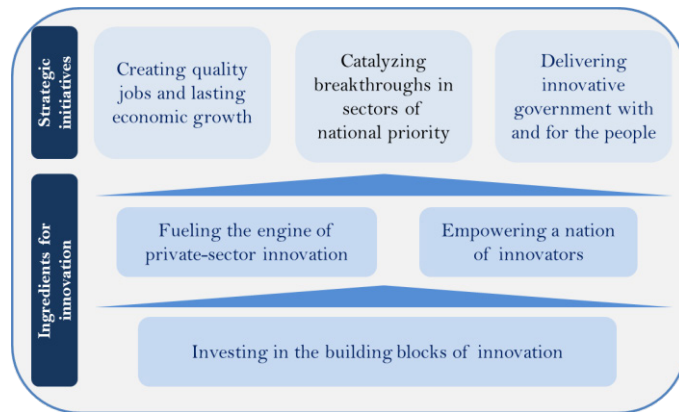 Strategic
initiatives
Creating quality
jobs and lasting
economic growth
Catalyzing
breakthroughs in
sectors of
national priority
Delivering
innovative
government with
and for the people
Ingredients for
innovation
Fueling the engine of
private-sector innovation
Empowering a nation
of innovators
Investing in the building blocks of innovation